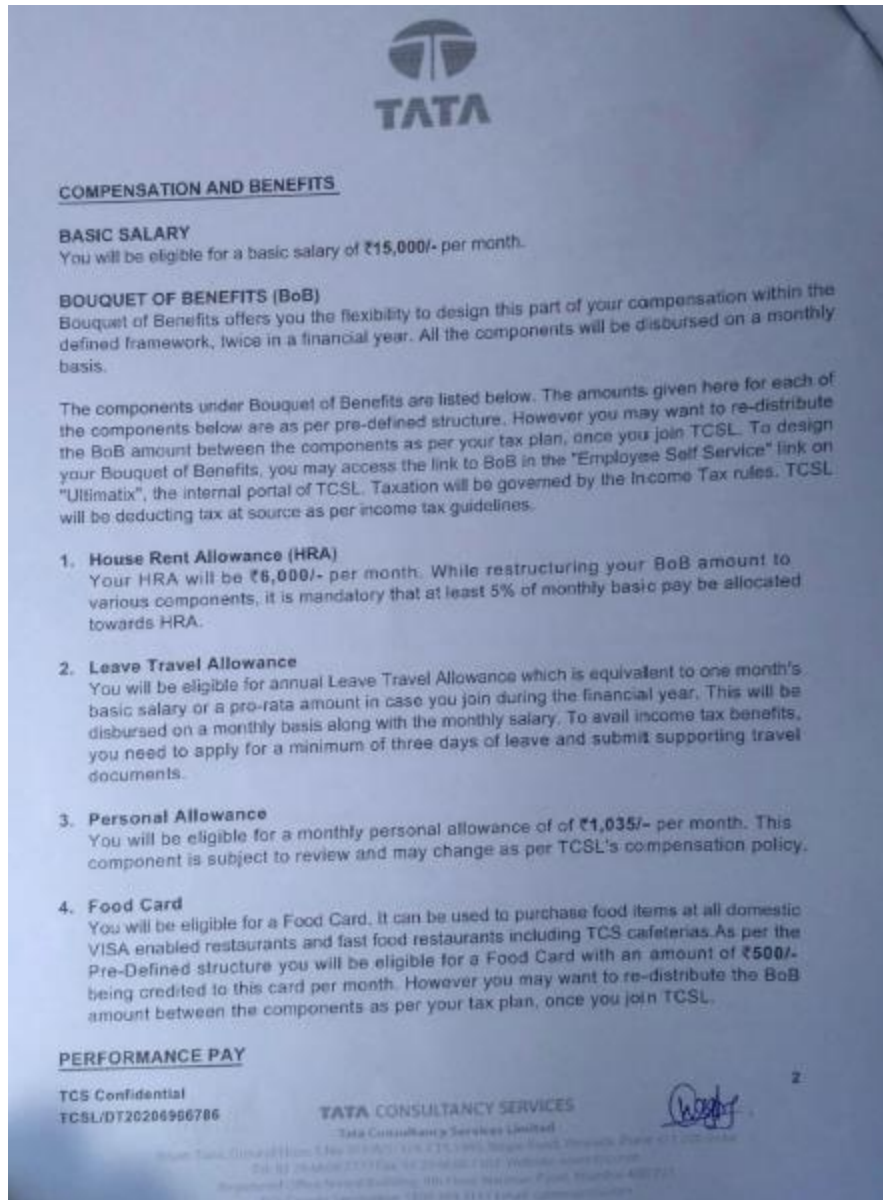 TATA
COMPENSATION AND BENEFITS
BASIC SALARY
You will be eligible for a basic salary of ₹15,000/- per month.
BOUQUET OF BENEFITS (BoB)
Bouquet of Benefits offers you the flexibility to design this part of your compensation within the
defined framework, twice in a financial year. All the components will be disbursed on a monthly
basis.
The components under Bouquet of Benefits are listed below. The amounts given here for each of
the components below are as per pre-defined structure. However you may want to re-distribute
the BoB amount between the components as per your tax plan, once you join TCSL. To design
your Bouquet of Benefits, you may access the link to BoB in the "Employee Self Service" link on
"Ultimatix", the internal portal of TCSL. Taxation will be governed by the Income Tax rules. TCSL
will be deducting tax at source as per income tax guidelines.
1. House Rent Allowance (HRA)
Your HRA will be ₹6,000/- per month. While restructuring your BoB amount to
various components, it is mandatory that at least 5% of monthly basic pay be allocated
towards HRA.
2. Leave Travel Allowance
You will be eligible for annual Leave Travel Allowance which is equivalent to one month's
basic salary or a pro-rata amount in case you join during the financial year. This will be
disbursed on a monthly basis along with the monthly salary. To avail income tax benefits,
you need to apply for a minimum of three days of leave and submit supporting travel
documents.
3. Personal Allowance
You will be eligible for a monthly personal allowance of of ₹1,035/- per month. This
component is subject to review and may change as per TCSL's compensation policy.
4. Food Card
You will be eligible for a Food Card. It can be used to purchase food items at all domestic
VISA enabled restaurants and fast food restaurants including TCS cafeterias.As per the
Pre-Defined structure you will be eligible for a Food Card with an amount of ₹500/-
being credited to this card per month. However you may want to re-distribute the BoB
amount between the components as per your tax plan, once you join TCSL.
PERFORMANCE PAY
2
TCS Confidential
TCSL/DT20206966786
TATA CONSULTANCY SERVICES
Tata Consultancy Services Limited